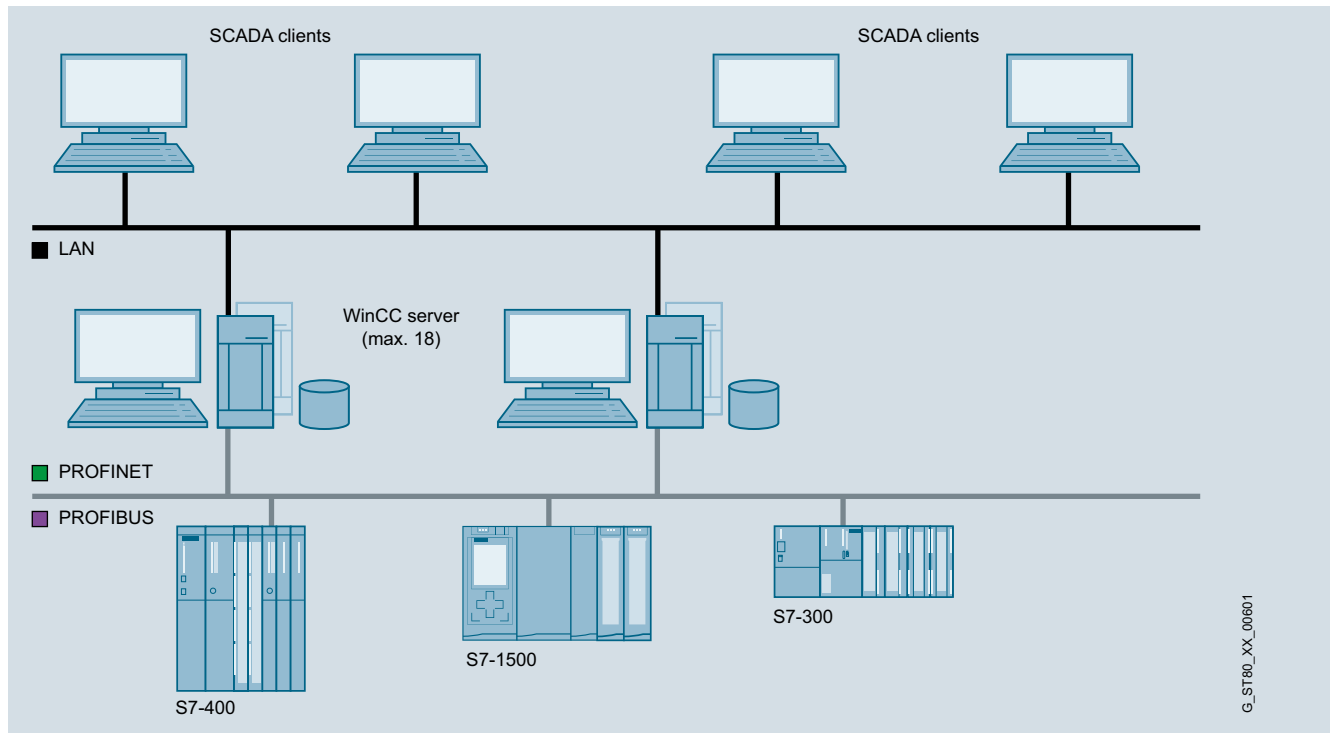 SCADA clients
SCADA clients
LAN
WinCC server
(max. 18)
PROFINET
PROFIBUS
S7-400
S7-1500
S7-300
G_ST80_XX_00601